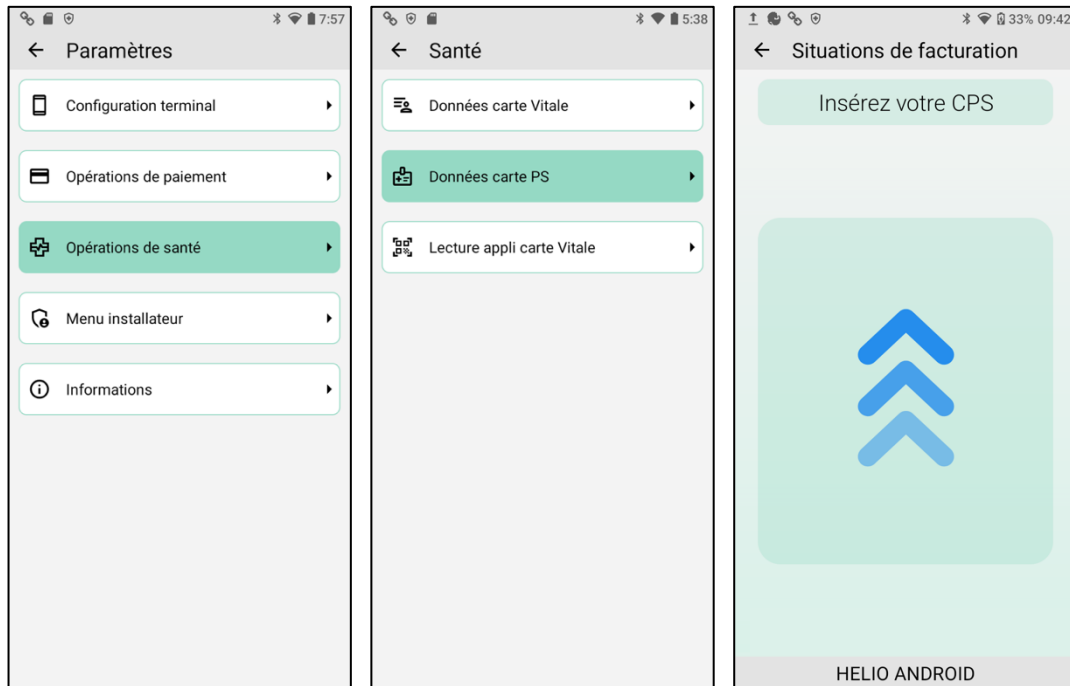 7:57
Paramètres
Configuration terminal
Opérations de paiement
Opérations de santé
Menu installateur
Informations
5:38
Santé
Données carte Vitale
Données carte PS
Lecture appli carte Vitale
33% 09:42
Situations de facturation
Insérez votre CPS
HELIO ANDROID